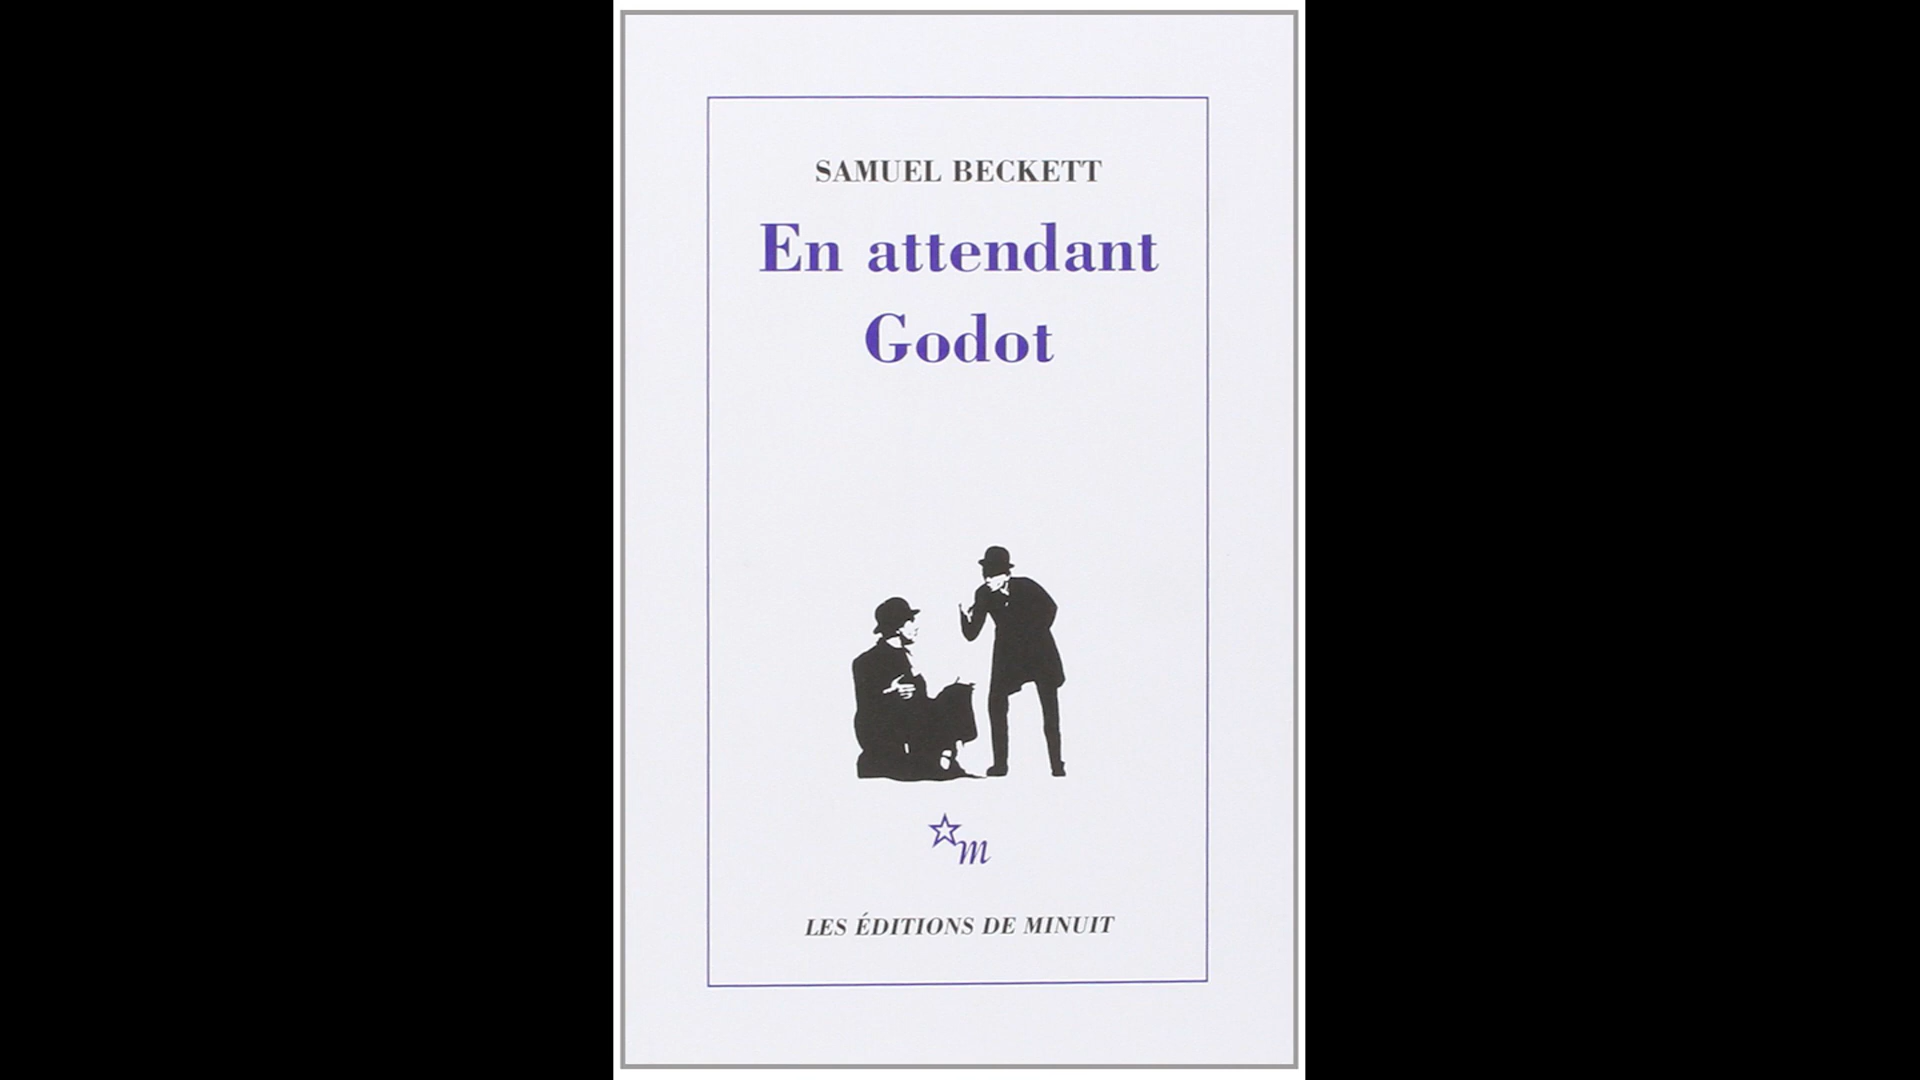 SAMUEL BECKETT
En attendant
Godot
m
LES ÉDITIONS DE MINUIT